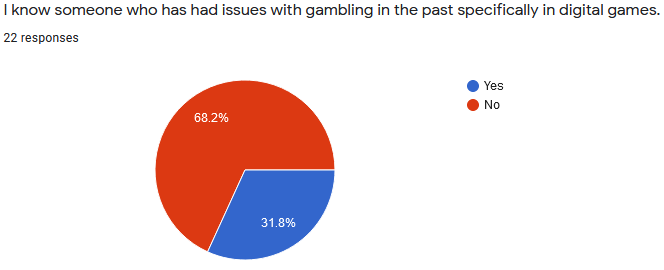 I know someone who has had issues with gambling in the past specifically in digital games.
22 responses
Yes
No
68.2%
31.8%